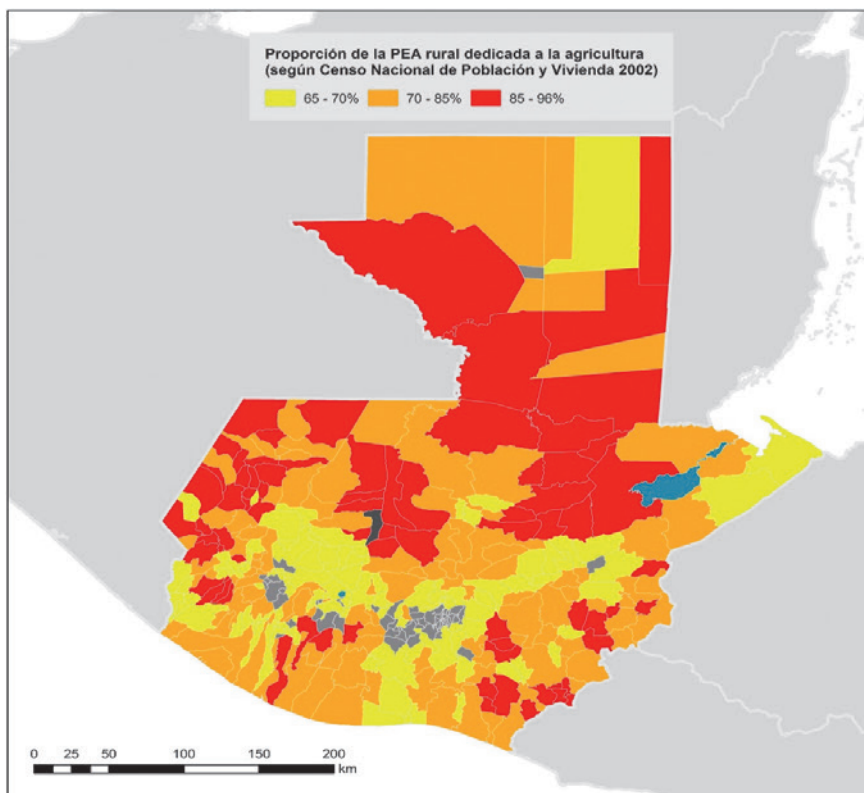 Proporción de la PEA rural dedicada a la agricultura
(según Censo Nacional de Población y Vivienda 2002)
65 - 70% 70 - 85% 85 - 96%
0 25 50 100 150 200
km